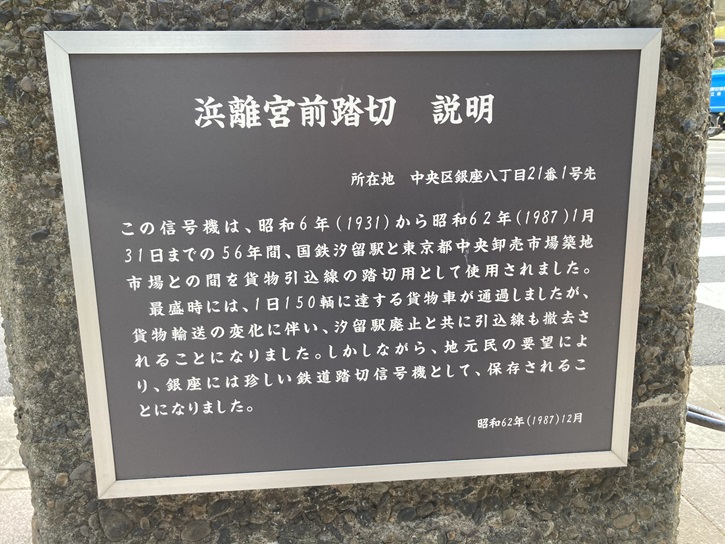 浜離宮前踏切　説明
所在地　中央区銀座八丁目21番1号先
この信号機は、昭和6年(1931)から昭和62年(1987)1月
31日までの56年間、国鉄汐留駅と東京都中央卸売市場築地
市場との間を貨物引込線の踏切用として使用されました。
　最盛時には、1日150輌に達する貨物車が通過しましたが、
貨物輸送の変化に伴い、汐留駅廃止と共に引込線も撤去さ
れることになりました。しかしながら、地元民の要望によ
り、銀座には珍しい鉄道踏切信号機として、保存されるこ
とになりました。
昭和62年(1987)12月